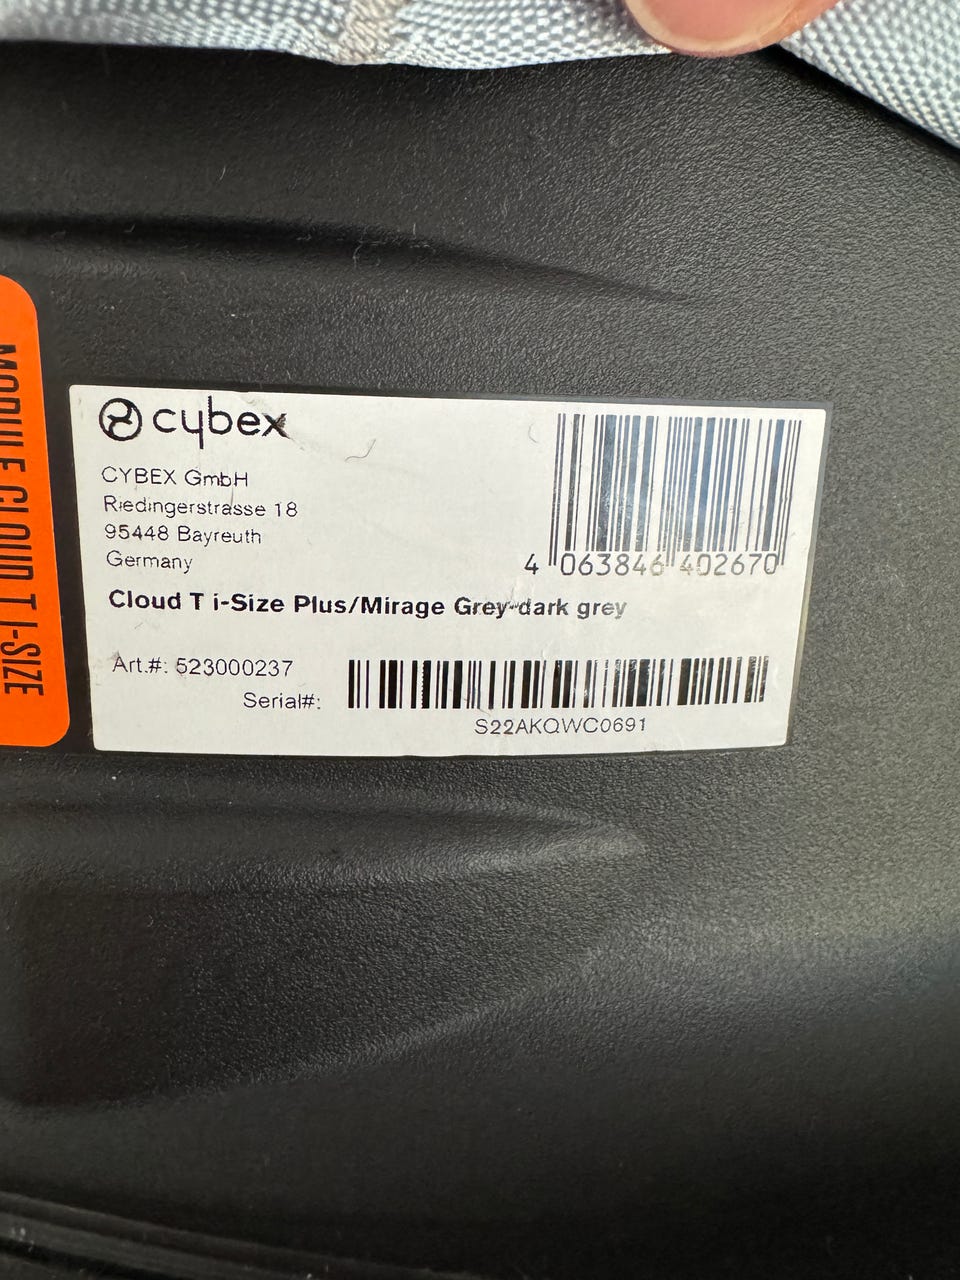 MODULE CLOUD T I-SIZE
cybex
CYBEX GmbH
Riedingerstrasse 18
95448 Bayreuth
Germany
4 063846 402670
Cloud T i-Size Plus/Mirage Grey-dark grey
Art.#: 523000237
Serial#:
S22AKQWC0691